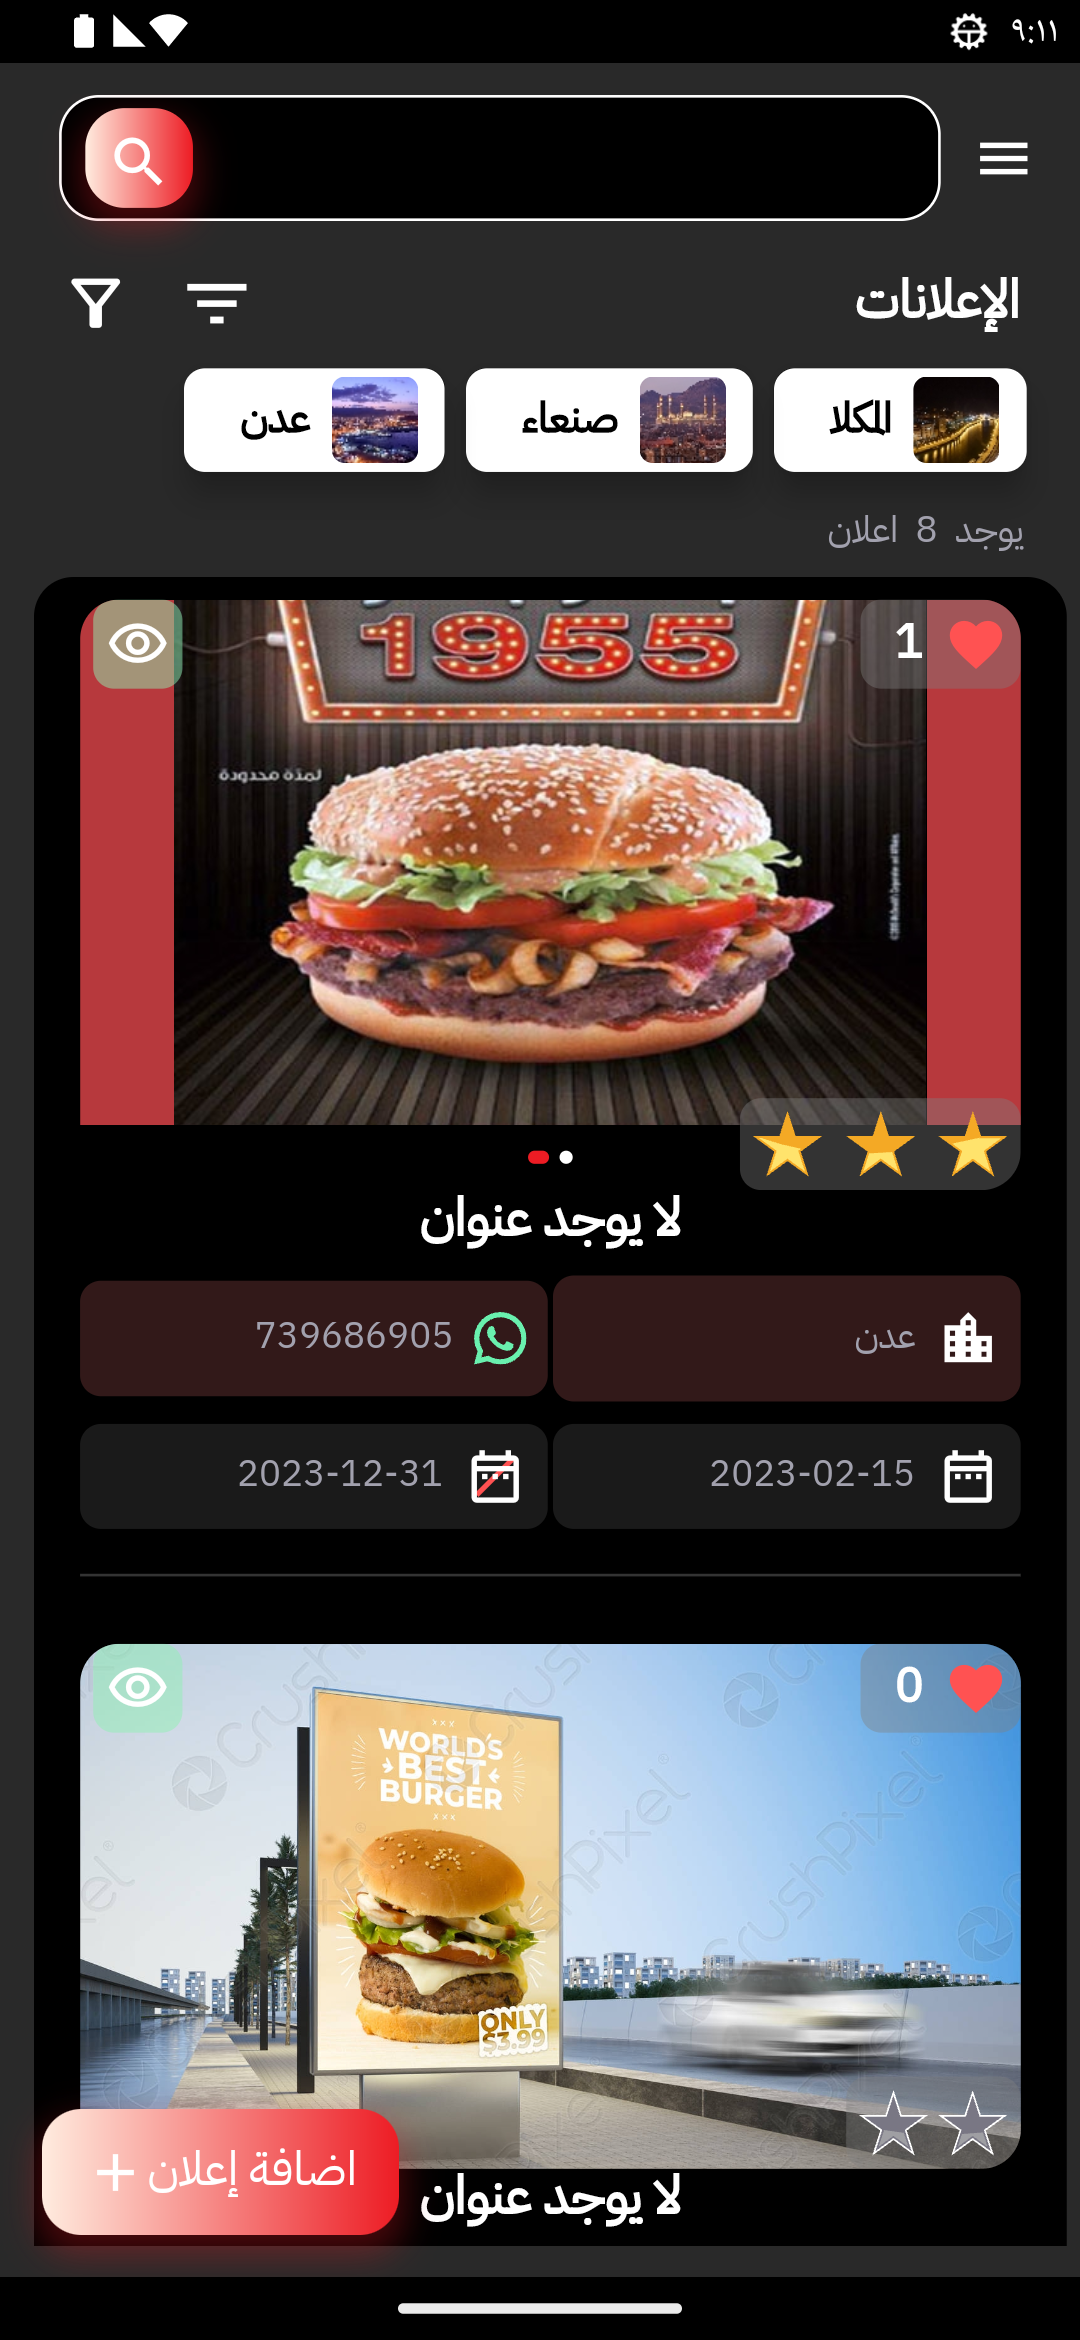 ٩:١١
الإعلانات
المكلا
صنعاء
عدن
يوجد 8 اعلان
1955
1
لمدّة محدودة
لا يوجد عنوان
عدن
739686905
2023-02-15
2023-12-31
0
crushpixel
WORLD'S
BEST
BURGER
ONLY
$3.99
اضافة إعلان +
لا يوجد عنوان